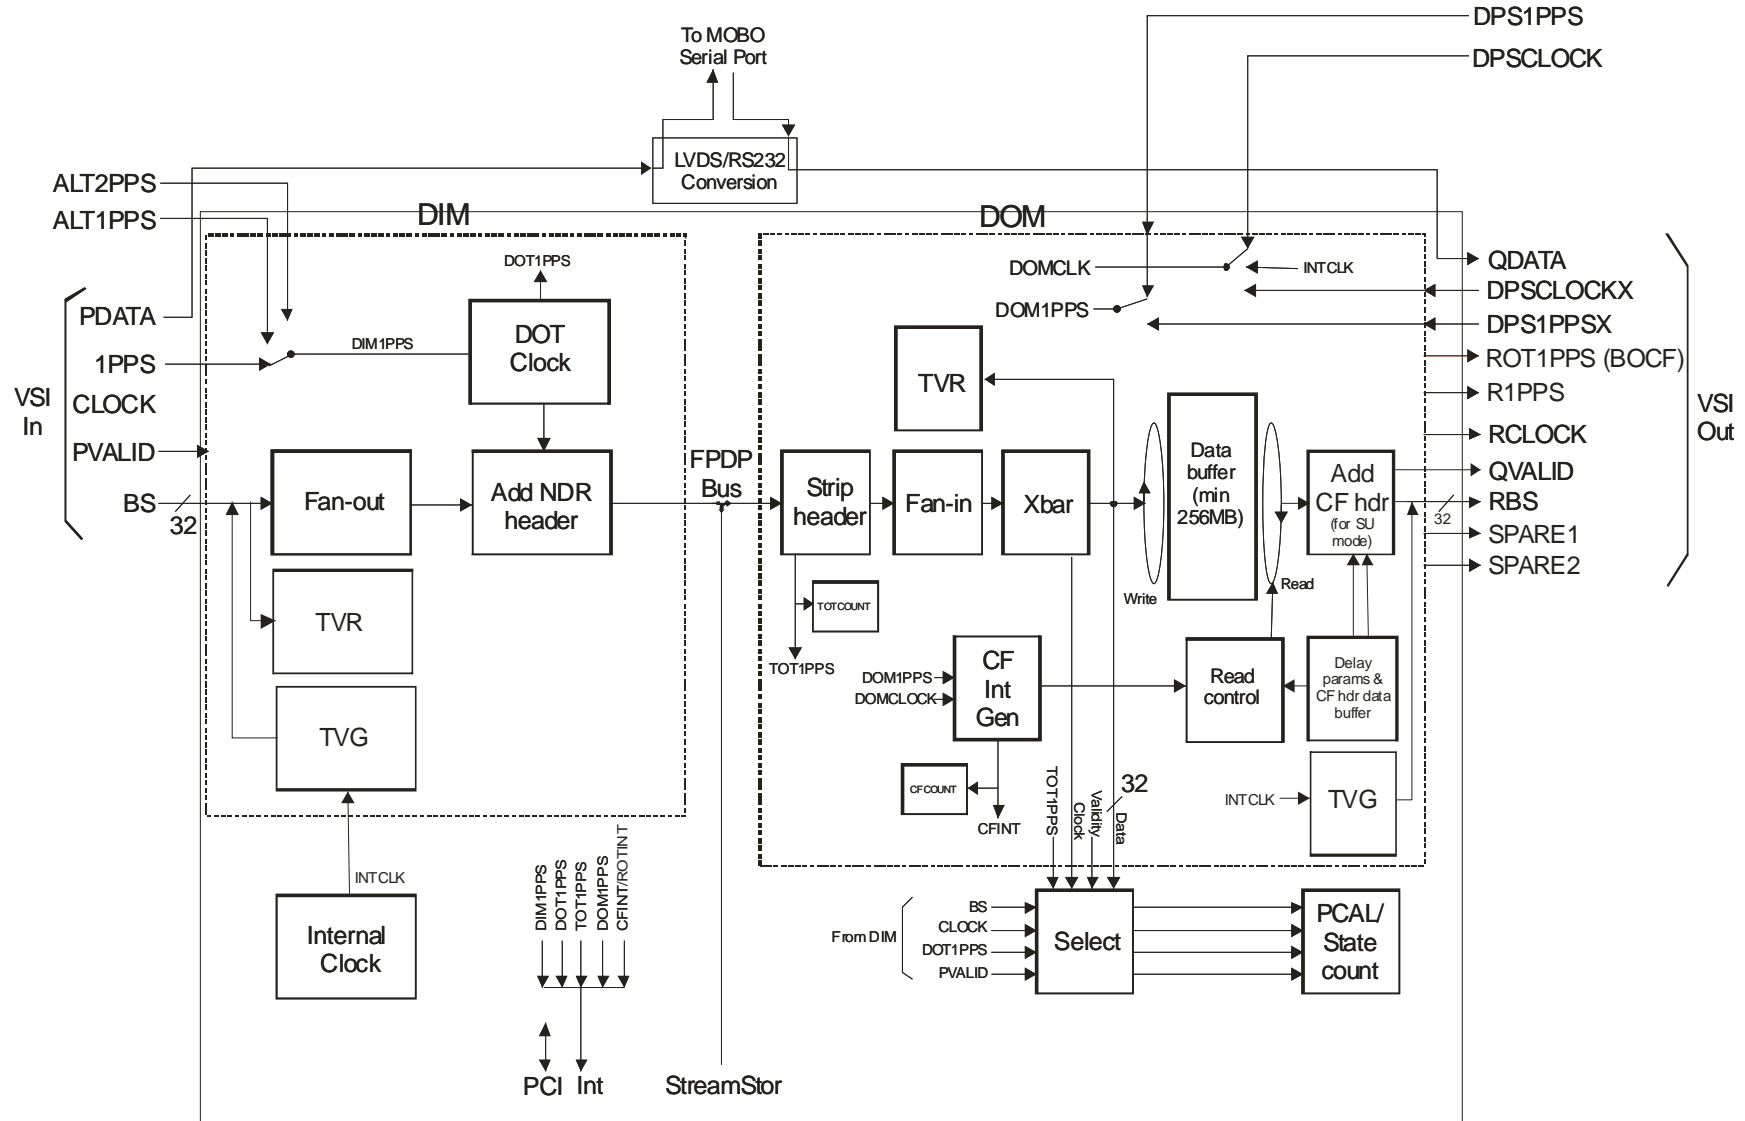 To MOBO
Serial Port
DPS1PPS
DPSCLOCK
LVDS/RS232
Conversion
ALT2PPS
ALT1PPS
DIM
DOM
DOT1PPS
DOMCLK
INTCLK
DOM1PPS
VSI
In
PDATA
1PPS
CLOCK
PVALID
BS
32
DIM1PPS
DOT
Clock
Fan-out
Add NDR
header
FPDP
Bus
TVR
TVG
INTCLK
Internal
Clock
DIM1PPS
DOT1PPS
TOT1PPS
DOM1PPS
CFINT/ROTINT
PCI
Int
StreamStor
TVR
Strip
header
Fan-in
Xbar
Data
buffer
(min
256MB)
Write
Read
Add
CF hdr
(for SU
mode)
TOTCOUNT
TOT1PPS
DOM1PPS
DOMCLOCK
CF
Int
Gen
Read
control
Delay
params &
CF hdr data
buffer
CFCOUNT
CFINT
TOT1PPS
Clock
Validity
Data
32
INTCLK
TVG
From DIM
BS
CLOCK
DOT1PPS
PVALID
Select
PCAL/
State
count
QDATA
DPSCLOCKX
DPS1PPSX
ROT1PPS (BOCF)
R1PPS
RCLOCK
QVALID
RBS
32
SPARE1
SPARE2
VSI
Out